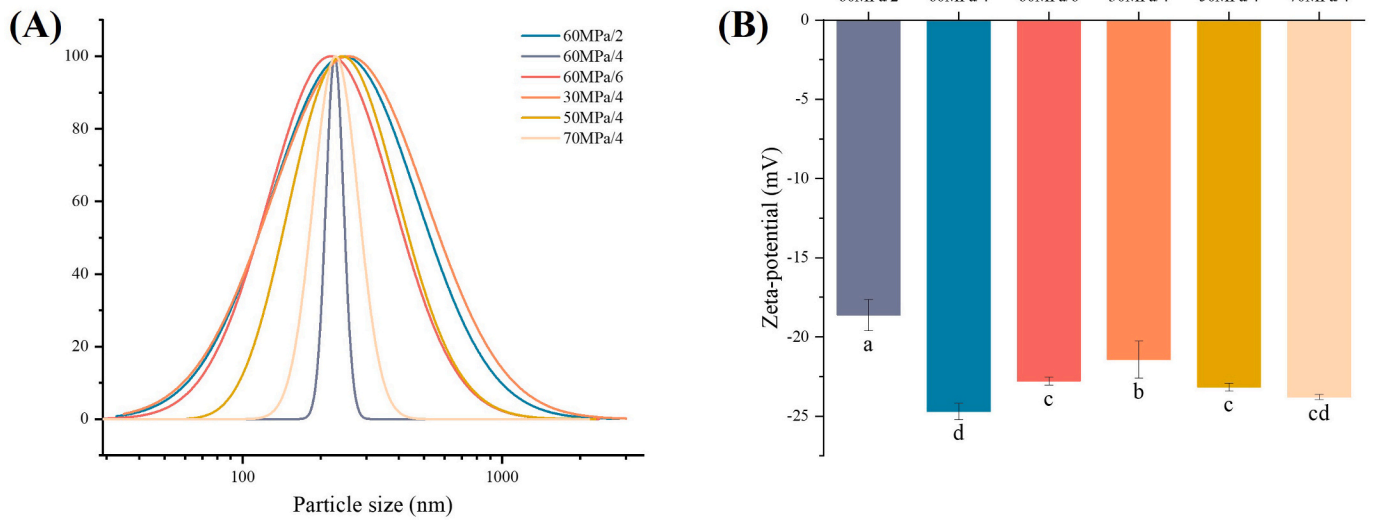 (A)
100
80
60
40
20
0
100
1000
Particle size (nm)
60MPa/2
60MPa/4
60MPa/6
30MPa/4
50MPa/4
70MPa/4
(B)
0
-5
-10
-15
-20
-25
Zeta-potential (mV)
a
d
c
b
c
cd